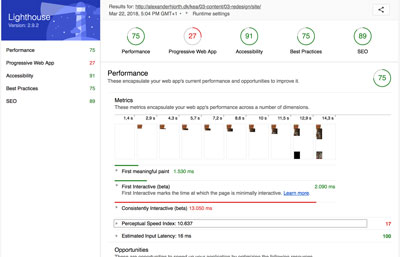 Lighthouse
Version: 2.9.2
Performance 75
Progressive Web App 27
Accessibility 91
Best Practices 75
SEO 89
Results for: http://alexanderhiorth.dk/kea/03-content/03-redesign/site/
Mar 22, 2018, 5:04 PM GMT+1 • Runtime settings
75 27 91 75 89
Performance Progressive Web App Accessibility Best Practices SEO
Performance
These encapsulate your web app's current performance and opportunities to improve it.
75
Metrics
These metrics encapsulate your web app's performance across a number of dimensions.
1,4 s 2,9 s 4,3 s 5,7 s 7,2 s 8,6 s 10 s 11,5 s 12,9 s 14,3 s
First meaningful paint 1.530 ms
First Interactive (beta) 2.090 ms
First Interactive marks the time at which the page is minimally interactive. Learn more.
Consistently Interactive (beta) 13.050 ms
Perceptual Speed Index: 10.637 17
Estimated Input Latency: 16 ms 100
Opportunities